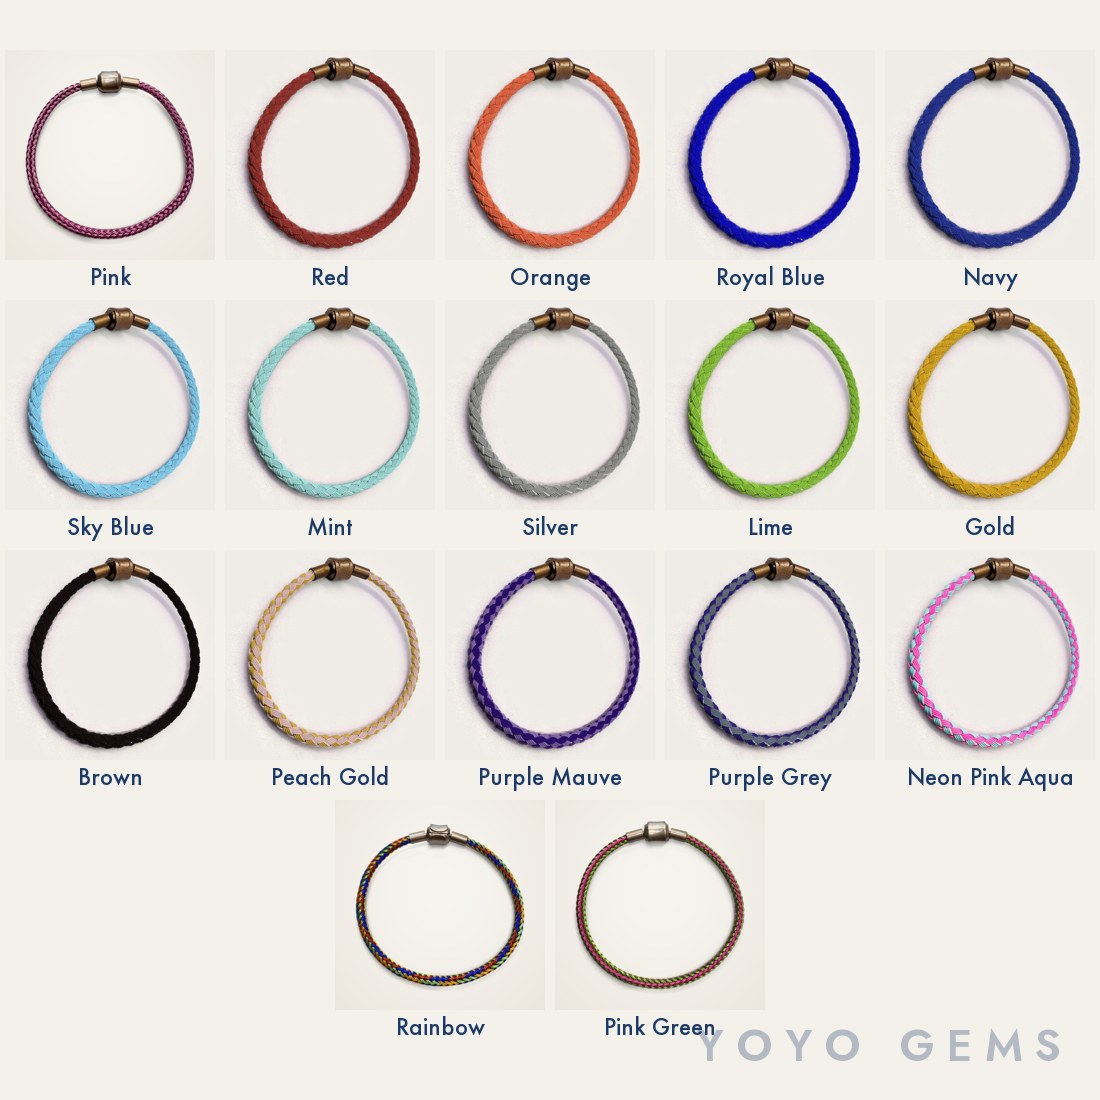 Pink
Red
Orange
Royal Blue
Navy
Sky Blue
Mint
Silver
Lime
Gold
Brown
Peach Gold
Purple Mauve
Purple Grey
Neon Pink Aqua
Rainbow
Pink Green
YOYO GEMS